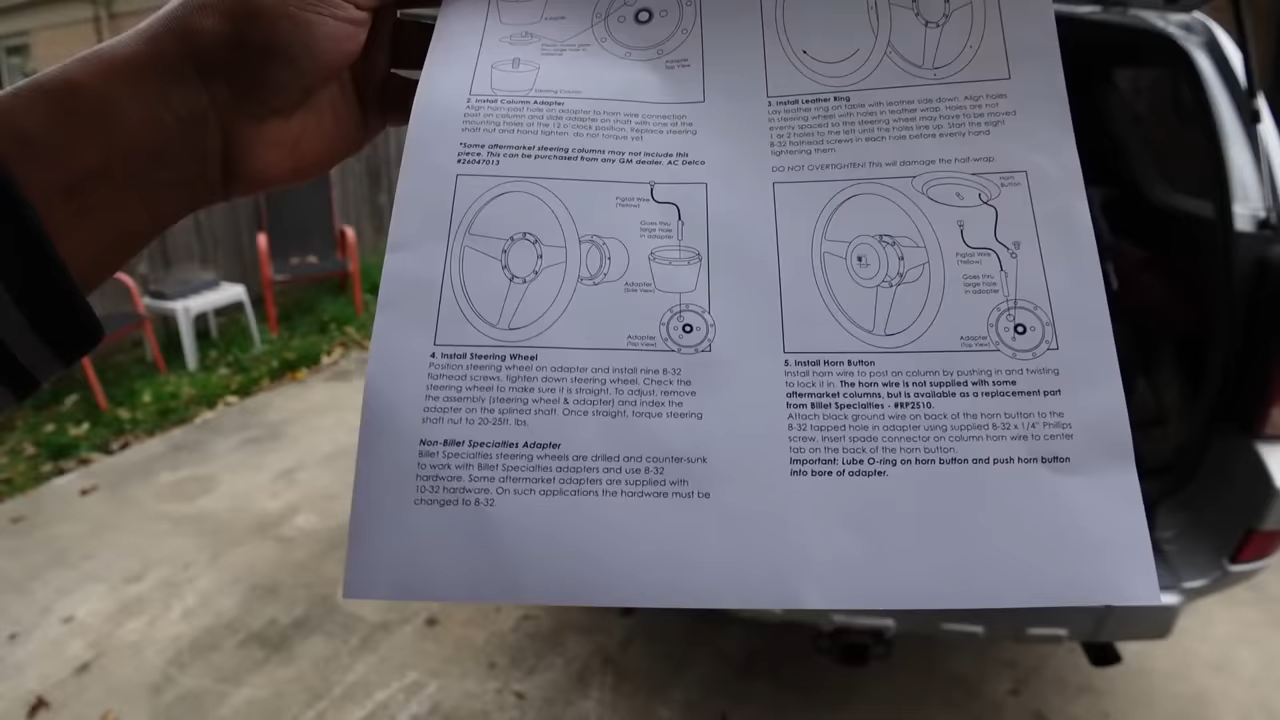 Adapter
Adapter
Top View
Steering Column
2. Install Column Adapter
Align horn post hole on adapter to horn wire connection
post on column and slide adapter on shaft with one of the
mounting holes at the 12 o'clock position. Replace steering
shaft nut and hand tighten, do not torque yet.
*Some aftermarket steering columns may not include this
piece. This can be purchased from any GM dealer. AC Delco
#26047013
Pigtail Wire
(Yellow)
Goes thru
large hole
in adapter
Adapter
(Side View)
Adapter
(Top View)
4. Install Steering Wheel
Position steering wheel on adapter and install nine 8-32
flathead screws, tighten down steering wheel. Check the
steering wheel to make sure it is straight. To adjust, remove
the assembly (steering wheel & adapter) and index the
adapter on the splined shaft. Once straight, torque steering
shaft nut to 20-25ft. lbs.
Non-Billet Specialties Adapter
Billet Specialties steering wheels are drilled and counter-sunk
to work with Billet Specialties adapters and use 8-32
hardware. Some aftermarket adapters are supplied with
10-32 hardware. On such applications the hardware must be
changed to 8-32.
3. Install Leather Ring
Lay leather ring on table with leather side down. Align holes
in steering wheel with holes in leather wrap. Holes are not
evenly spaced so the steering wheel may have to be moved
1 or 2 holes to the left until the holes line up. Start the eight
8-32 flathead screws in each hole before evenly hand
tightening them.
DO NOT OVERTIGHTEN! This will damage the half-wrap.
Horn
Button
Pigtail Wire
(Yellow)
Goes thru
large hole
in adapter
Adapter
(Top View)
5. Install Horn Button
Install horn wire to post on column by pushing in and twisting
to lock it in. The horn wire is not supplied with some
aftermarket columns, but is available as a replacement part
from Billet Specialties - #RP2510.
Attach black ground wire on back of the horn button to the
8-32 tapped hole in adapter using supplied 8-32 x 1/4" Phillips
screw. Insert spade connector on column horn wire to center
tab on the back of the horn button.
Important: Lube O-ring on horn button and push horn button
into bore of adapter.